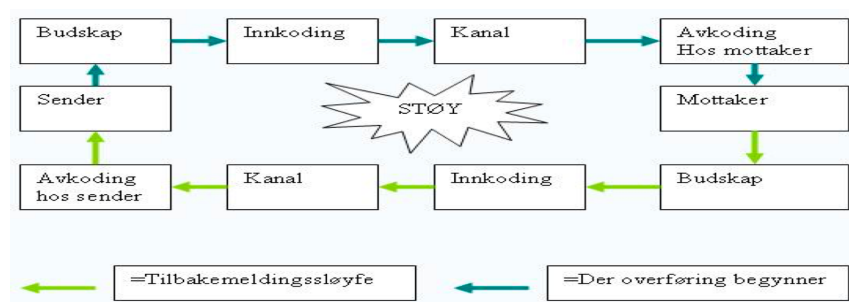 Budskap
Innkoding
Kanal
Avkoding
Hos mottaker
Sender
STØY
Mottaker
Avkoding
hos sender
Kanal
Innkoding
Budskap
=Tilbakemeldingssløyfe
=Der overføring begynner